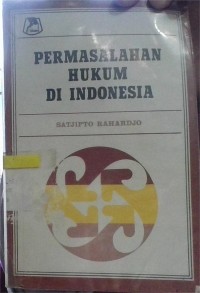 PERMASALAHAN
HUKUM
DI INDONESIA
SATJIPTO RAHARDJO